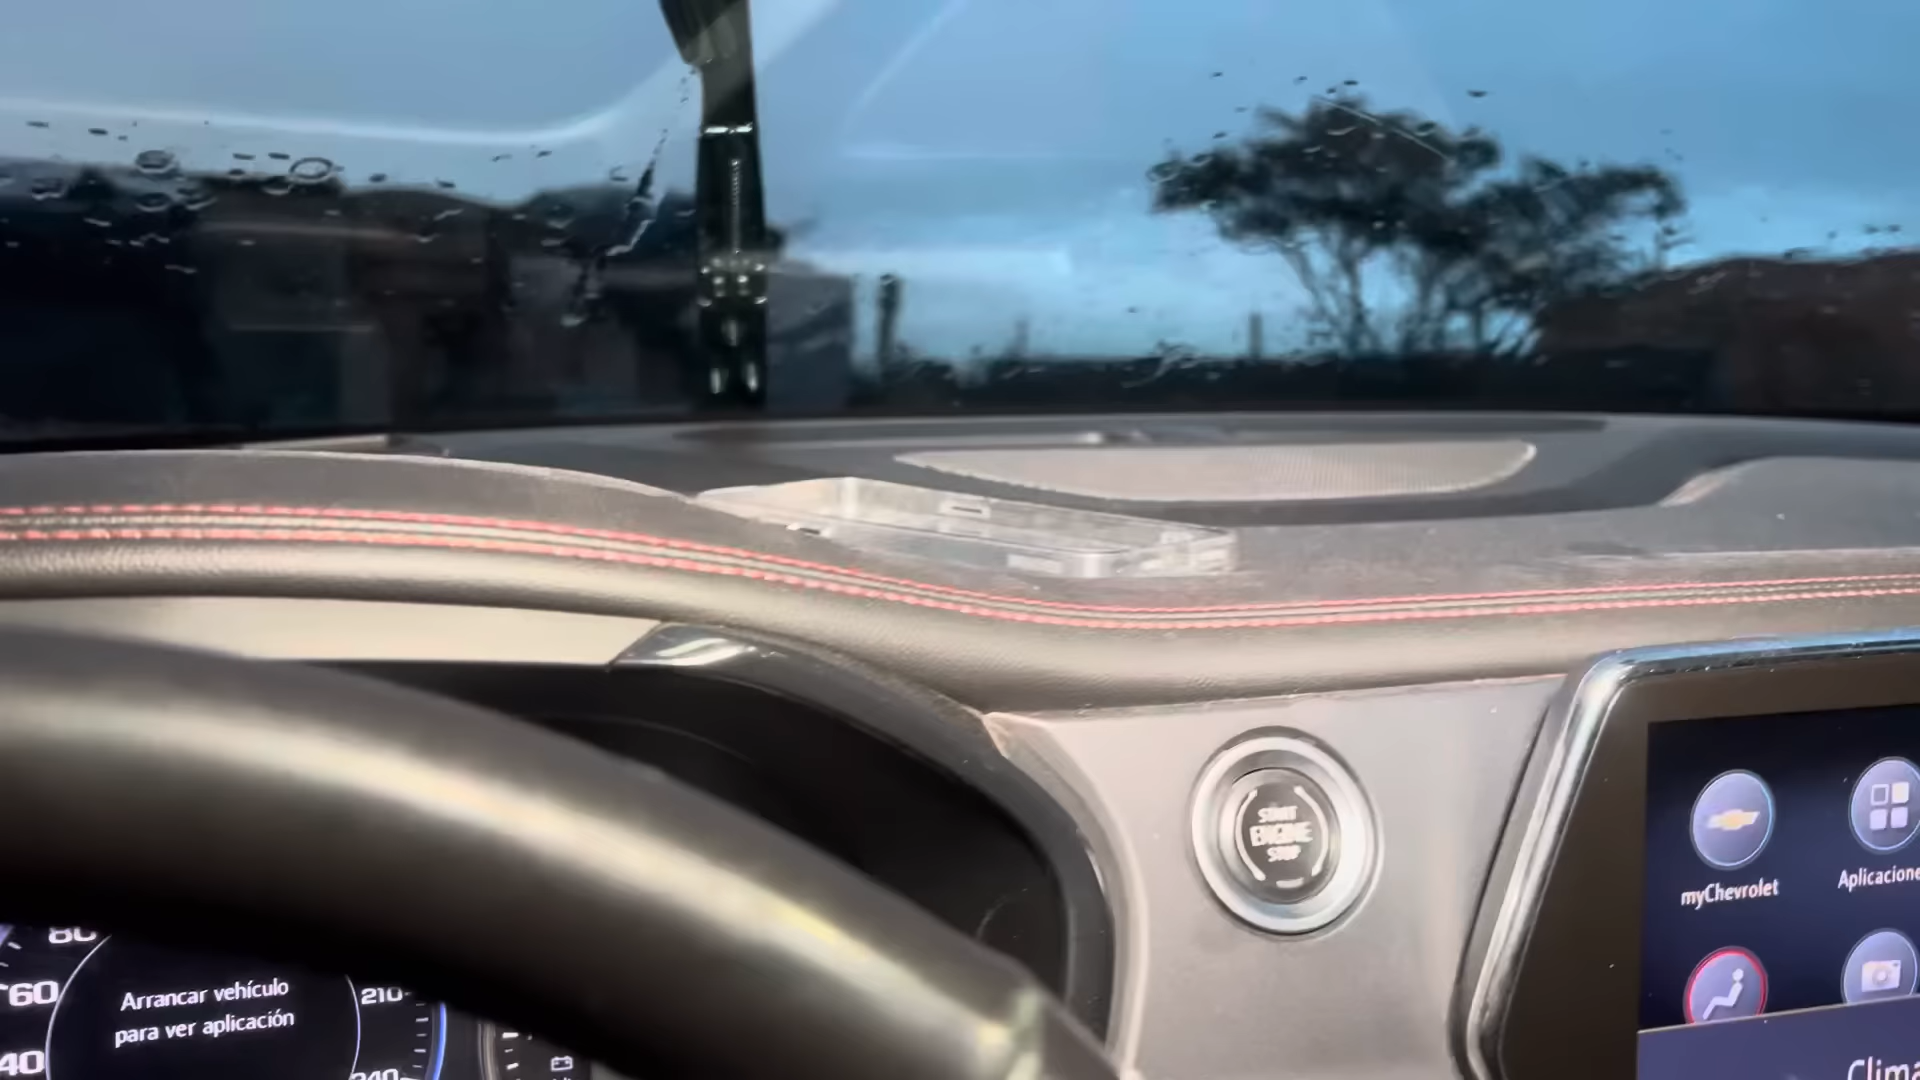 START
ENGINE
STOP
myChevrolet
Aplicacione
Clima
80
60
40
Arrancar vehículo
para ver aplicación
210
240